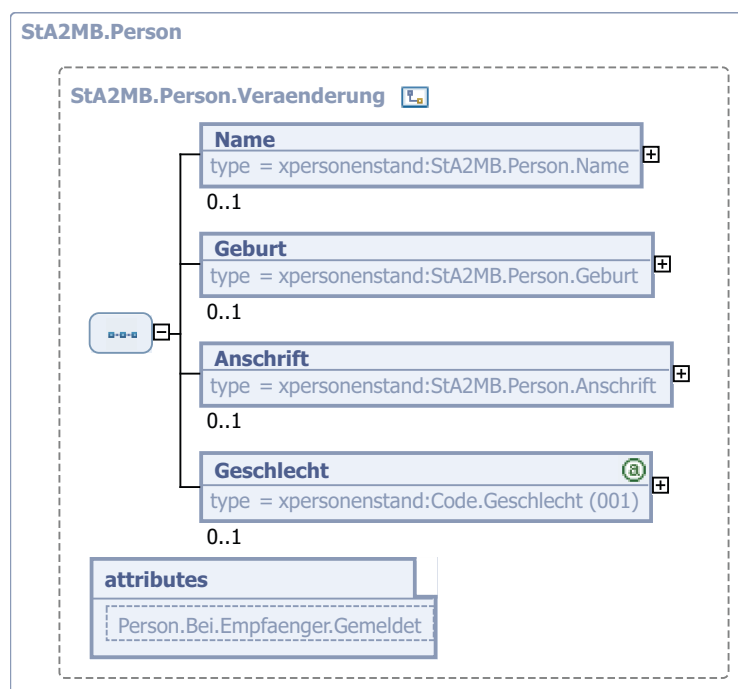 StA2MB.Person
StA2MB.Person.Veraenderung
Name
type = xpersonenstand:StA2MB.Person.Name
0..1
Geburt
type = xpersonenstand:StA2MB.Person.Geburt
0..1
Anschrift
type = xpersonenstand:StA2MB.Person.Anschrift
0..1
Geschlecht a
type = xpersonenstand:Code.Geschlecht (001)
0..1
attributes
Person.Bei.Empfaenger.Gemeldet